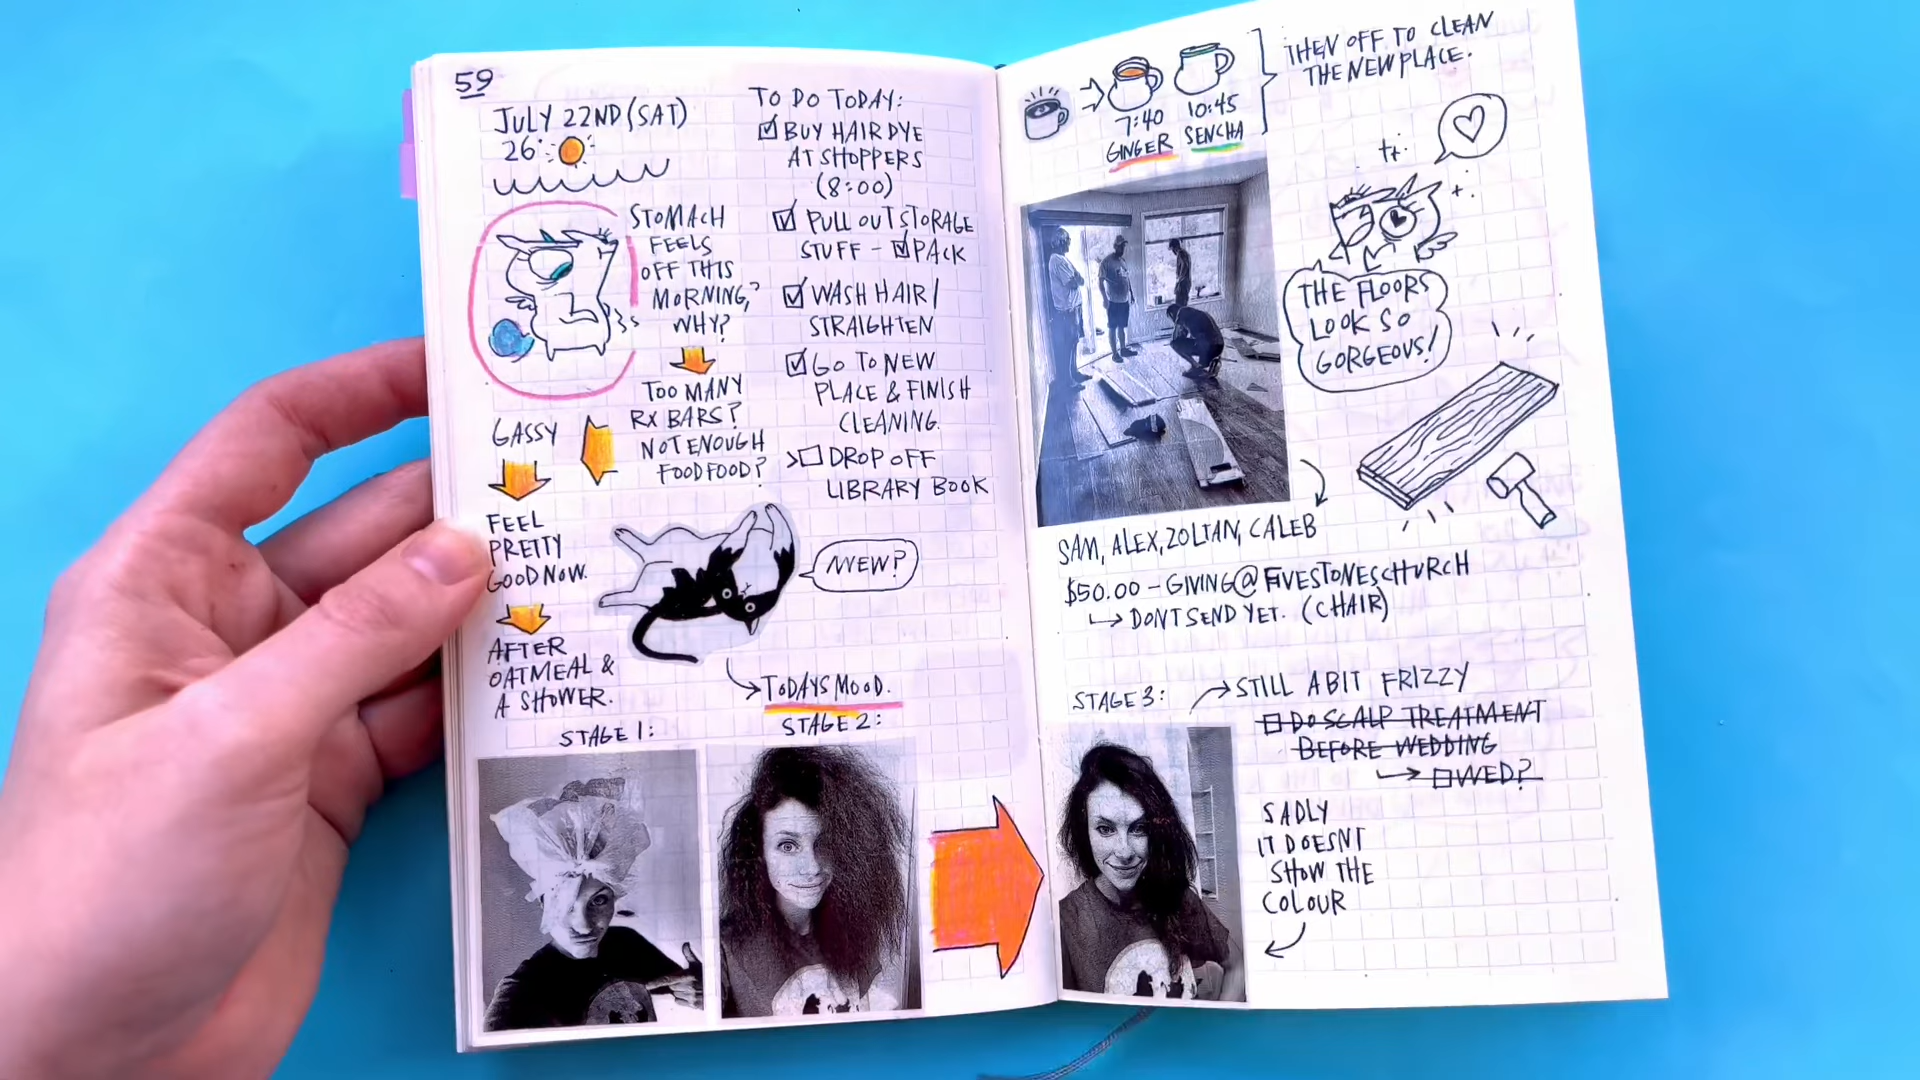 59
JULY 22ND (SAT)
26°
STOMACH
FEELS
OFF THIS
MORNING,
WHY?
TOO MANY
RX BARS?
NOT ENOUGH
FOOD FOOD?
GASSY
FEEL
PRETTY
GOOD NOW.
AFTER
OATMEAL &
A SHOWER.
TO DO TODAY:
BUY HAIR DYE
AT SHOPPERS
(8:00)
PULL OUT STORAGE
STUFF - PACK
WASH HAIR /
STRAIGHTEN
GO TO NEW
PLACE & FINISH
CLEANING.
DROP OFF
LIBRARY BOOK
MEW?
TODAYS MOOD.
STAGE 1:
STAGE 2:
7:40
GINGER
10:45
SENCHA
THEN OFF TO CLEAN
THE NEW PLACE.
THE FLOORS
LOOK SO
GORGEOUS!
SAM, ALEX, ZOLTAN, CALEB
$50.00 - GIVING@FIVESTONESCHURCH
DONT SEND YET. (CHAIR)
STAGE 3:
STILL A BIT FRIZZY
DO SCALP TREATMENT
BEFORE WEDDING
WED?
SADLY
IT DOESNT
SHOW THE
COLOUR